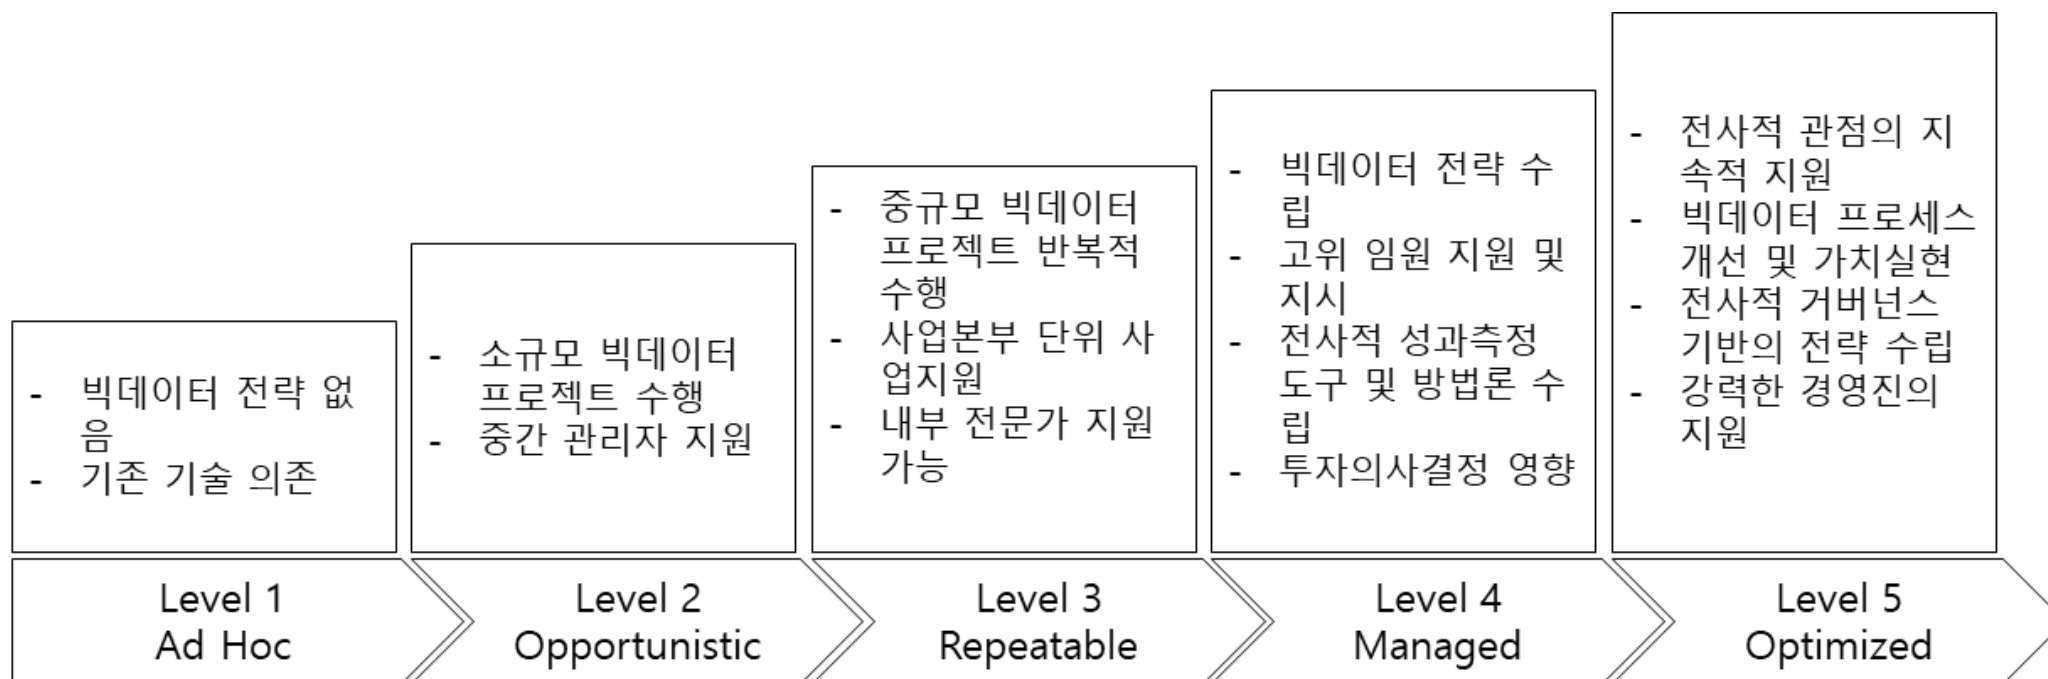 - 빅데이터 전략 없
음
- 기존 기술 의존
Level 1
Ad Hoc
- 소규모 빅데이터
프로젝트 수행
- 중간 관리자 지원
Level 2
Opportunistic
- 중규모 빅데이터
프로젝트 반복적
수행
- 사업본부 단위 사
업지원
- 내부 전문가 지원
가능
Level 3
Repeatable
- 빅데이터 전략 수
립
- 고위 임원 지원 및
지시
- 전사적 성과측정
도구 및 방법론 수
립
- 투자의사결정 영향
Level 4
Managed
- 전사적 관점의 지
속적 지원
- 빅데이터 프로세스
개선 및 가치실현
- 전사적 거버넌스
기반의 전략 수립
- 강력한 경영진의
지원
Level 5
Optimized